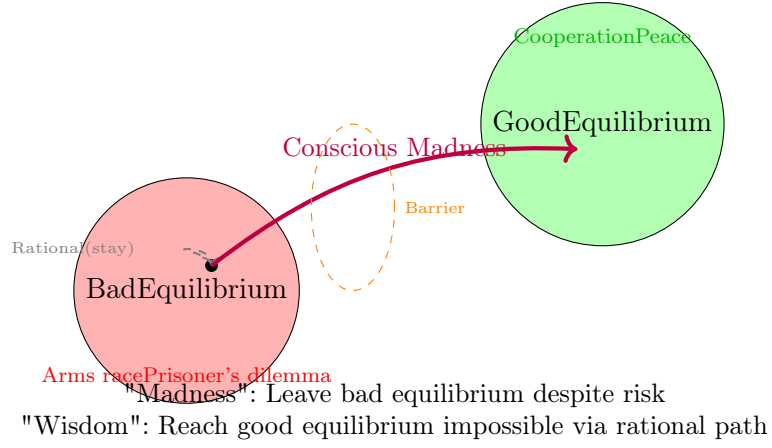 CooperationPeace
GoodEquilibrium
Conscious Madness
Barrier
Rational(stay)
BadEquilibrium
Arms racePrisoner's dilemma
"Madness": Leave bad equilibrium despite risk
"Wisdom": Reach good equilibrium impossible via rational path